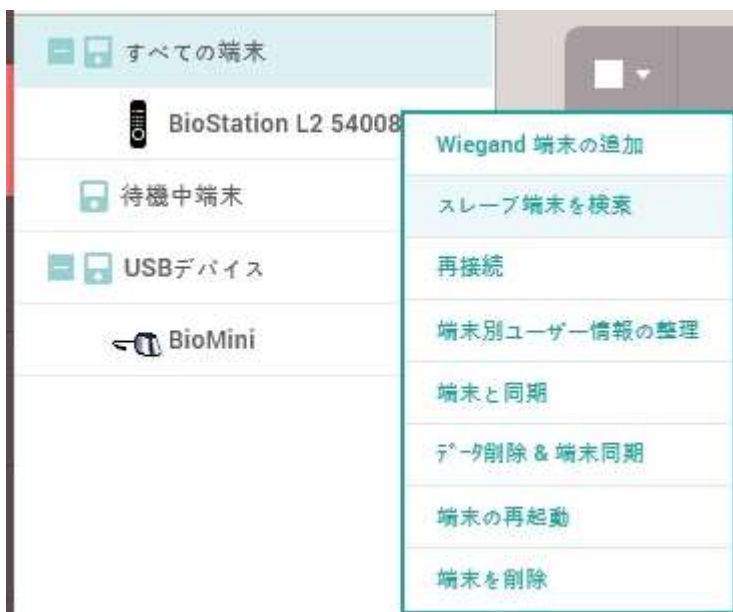 すべての端末
BioStation L2 54008
待機中端末
USBデバイス
BioMini
Wiegand 端末の追加
スレーブ端末を検索
再接続
端末別ユーザー情報の整理
端末と同期
ﾃﾞｰﾀ削除 & 端末同期
端末の再起動
端末を削除